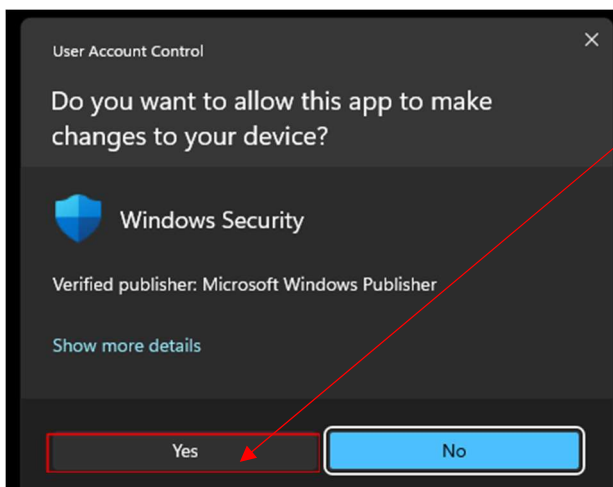 User Account Control
Do you want to allow this app to make
changes to your device?
Windows Security
Verified publisher: Microsoft Windows Publisher
Show more details
Yes
No